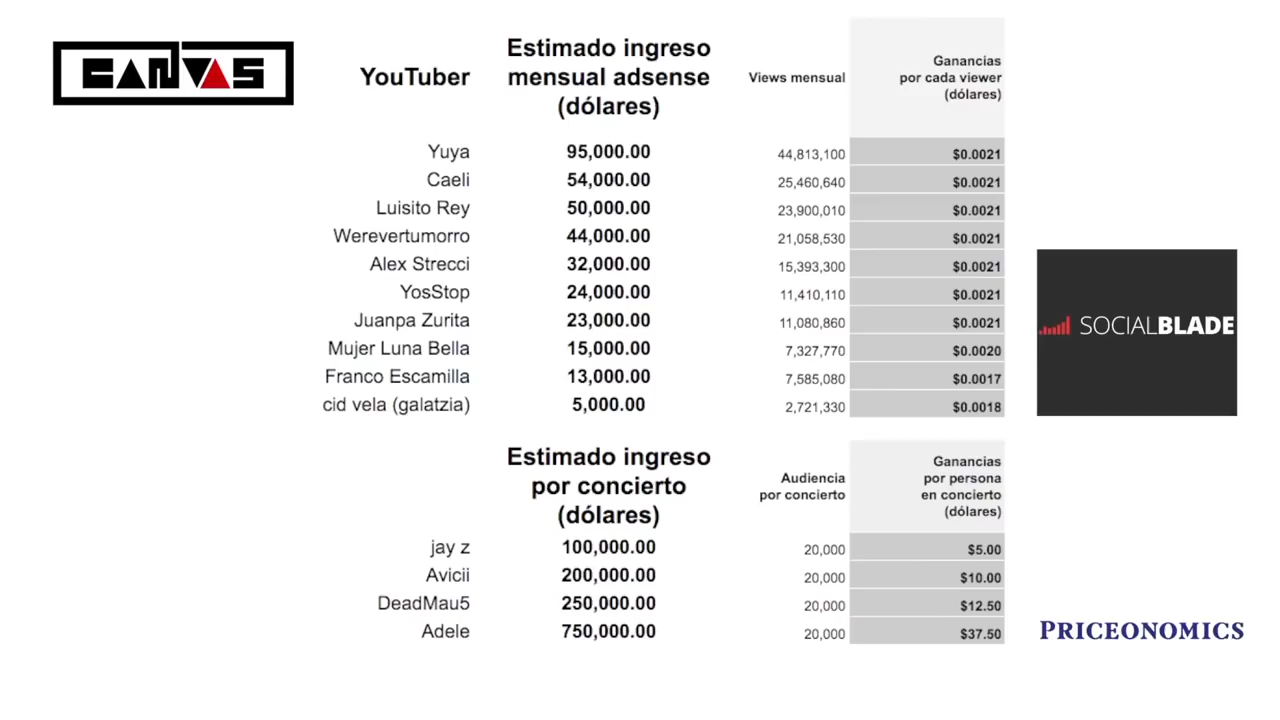 CANVAS
YouTuber
Estimado ingreso
mensual adsense
(dólares)
Views mensual
Ganancias
por cada viewer
(dólares)
Yuya 95,000.00 44,813,100 $0.0021
Caeli 54,000.00 25,460,640 $0.0021
Luisito Rey 50,000.00 23,900,010 $0.0021
Werevertumorro 44,000.00 21,058,530 $0.0021
Alex Strecci 32,000.00 15,393,300 $0.0021
YosStop 24,000.00 11,410,110 $0.0021
Juanpa Zurita 23,000.00 11,080,860 $0.0021
Mujer Luna Bella 15,000.00 7,327,770 $0.0020
Franco Escamilla 13,000.00 7,585,080 $0.0017
cid vela (galatzia) 5,000.00 2,721,330 $0.0018
SOCIALBLADE
Estimado ingreso
por concierto
(dólares)
Audiencia
por concierto
Ganancias
por persona
en concierto
(dólares)
jay z 100,000.00 20,000 $5.00
Avicii 200,000.00 20,000 $10.00
DeadMau5 250,000.00 20,000 $12.50
Adele 750,000.00 20,000 $37.50
PRICEONOMICS